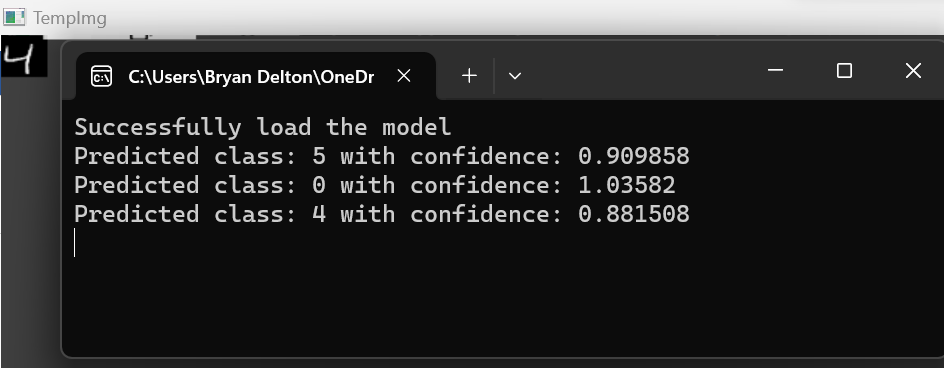 TempImg
4
C:\Users\Bryan Delton\OneDr
Successfully load the model
Predicted class: 5 with confidence: 0.909858
Predicted class: 0 with confidence: 1.03582
Predicted class: 4 with confidence: 0.881508